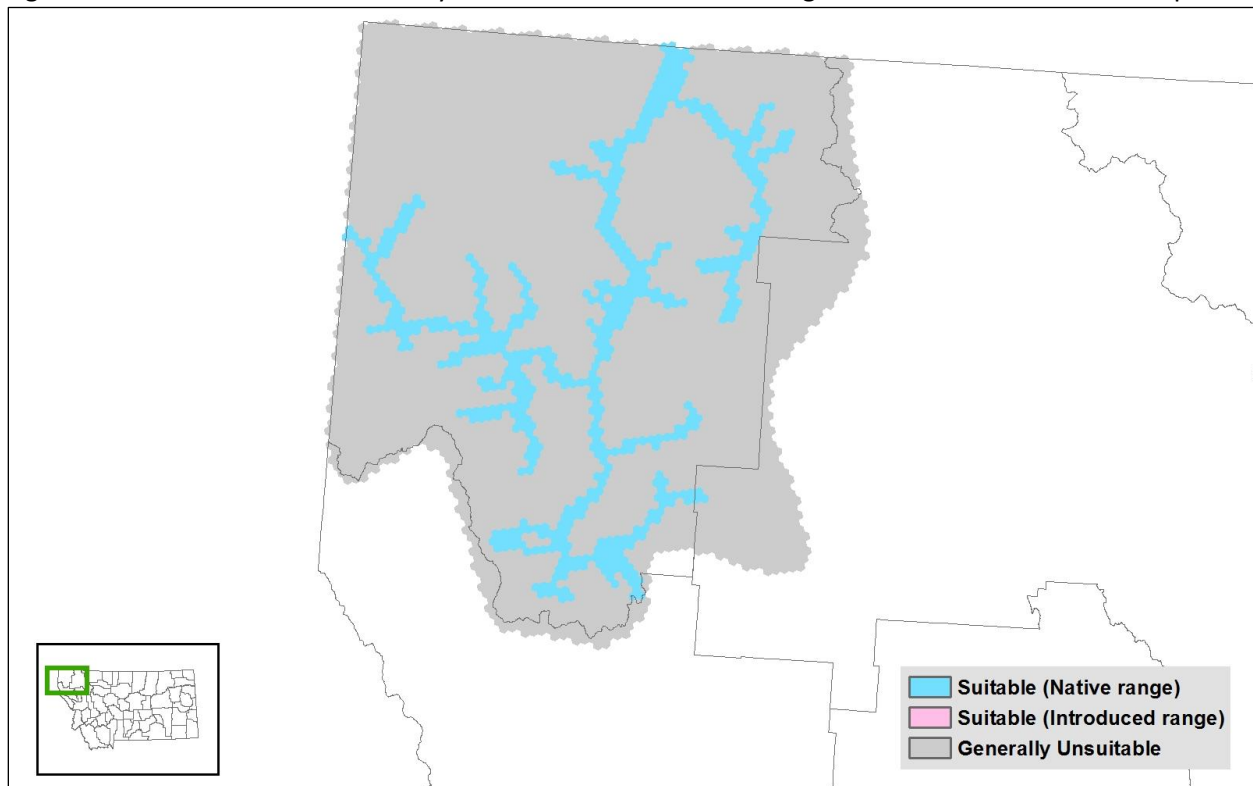 Suitable (Native range)
Suitable (Introduced range)
Generally Unsuitable